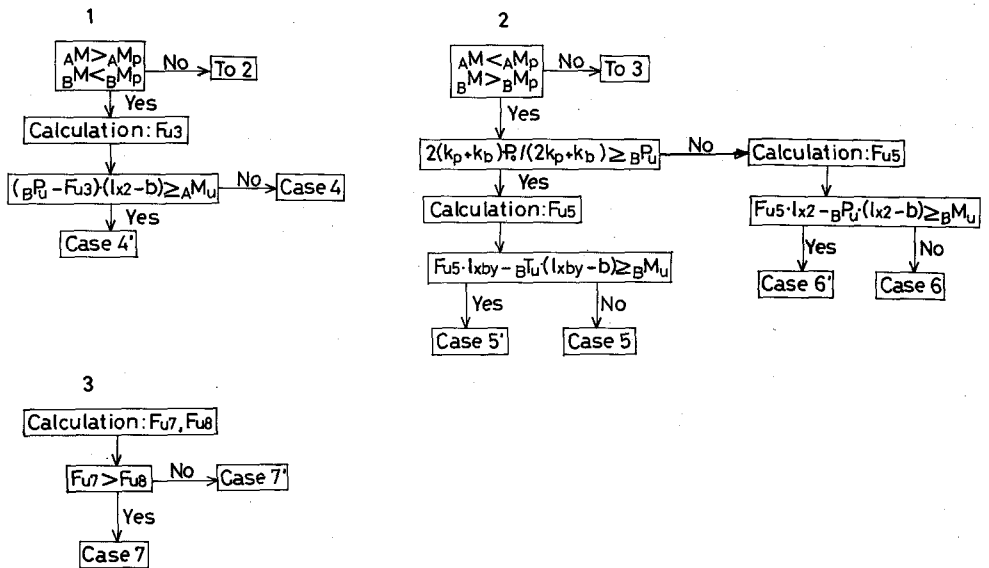 1
AM>AMp
BM<BMp
No
To 2
Yes
Calculation: Fu3
(BPu-Fu3)·(lx2-b)≥AMu
No
Case 4
Yes
Case 4'
2
AM<AMp
BM>BMp
No
To 3
Yes
2(kp+kb)·Po/(2kp+kb)≥BPu
No
Calculation: Fu5
Yes
Calculation: Fu5
Fu5·lx2-BPu·(lx2-b)≥BMu
Yes
No
Case 6'
Case 6
Fu5·lxby-BTu·(lxby-b)≥BMu
Yes
No
Case 5'
Case 5
3
Calculation: Fu7, Fu8
Fu7>Fu8
No
Case 7'
Yes
Case 7